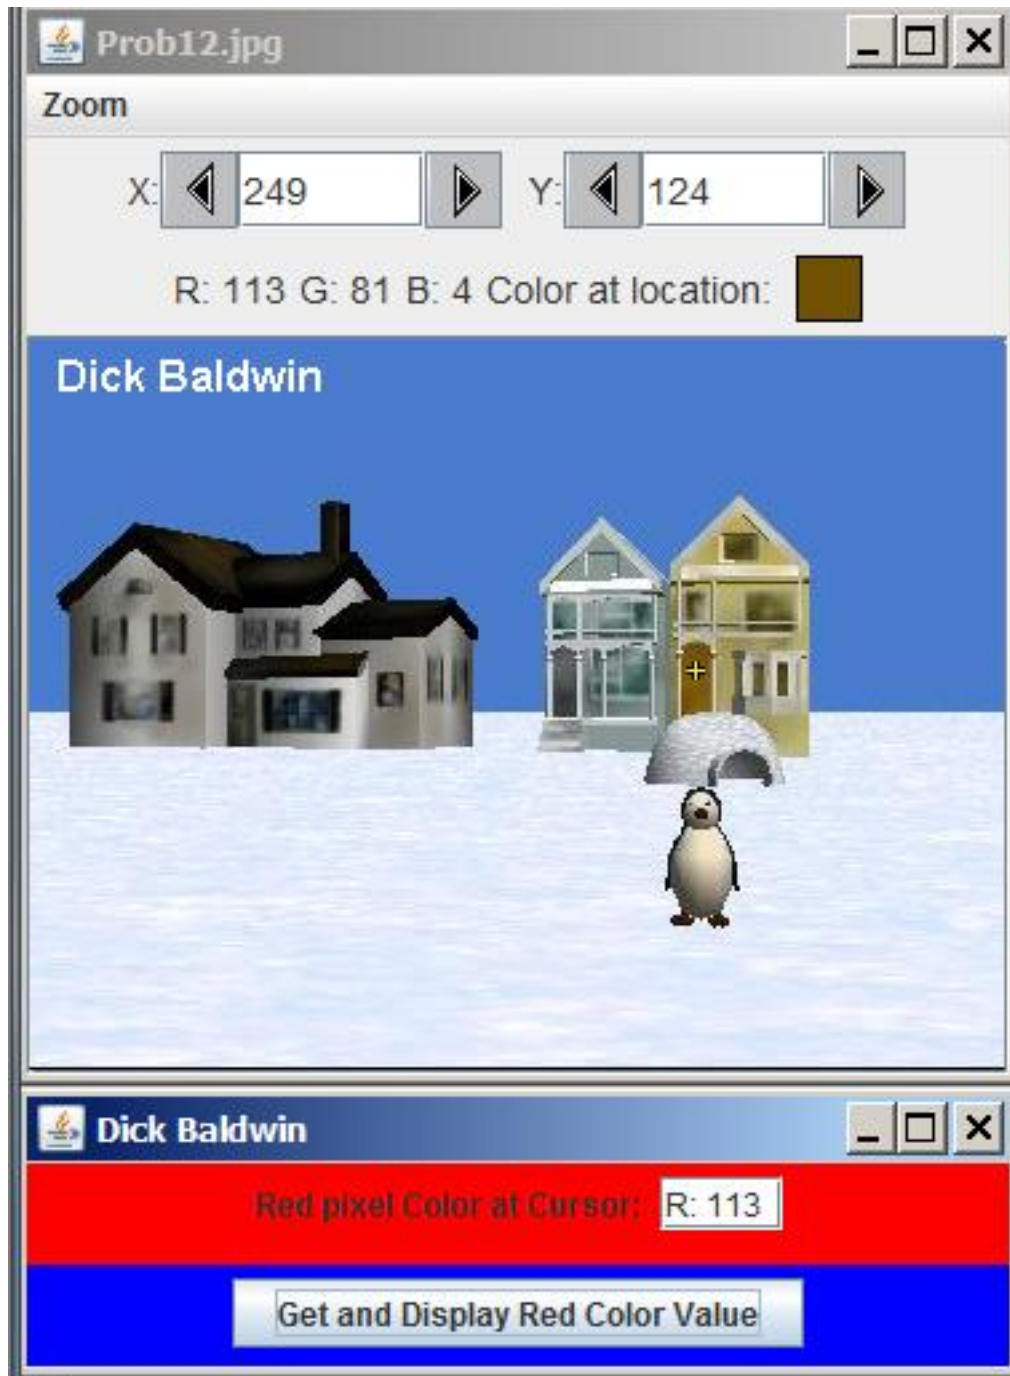 Prob12.jpg
Zoom
X: 249 Y: 124
R: 113 G: 81 B: 4 Color at location:
Dick Baldwin
Dick Baldwin
Red pixel Color at Cursor: R: 113
Get and Display Red Color Value